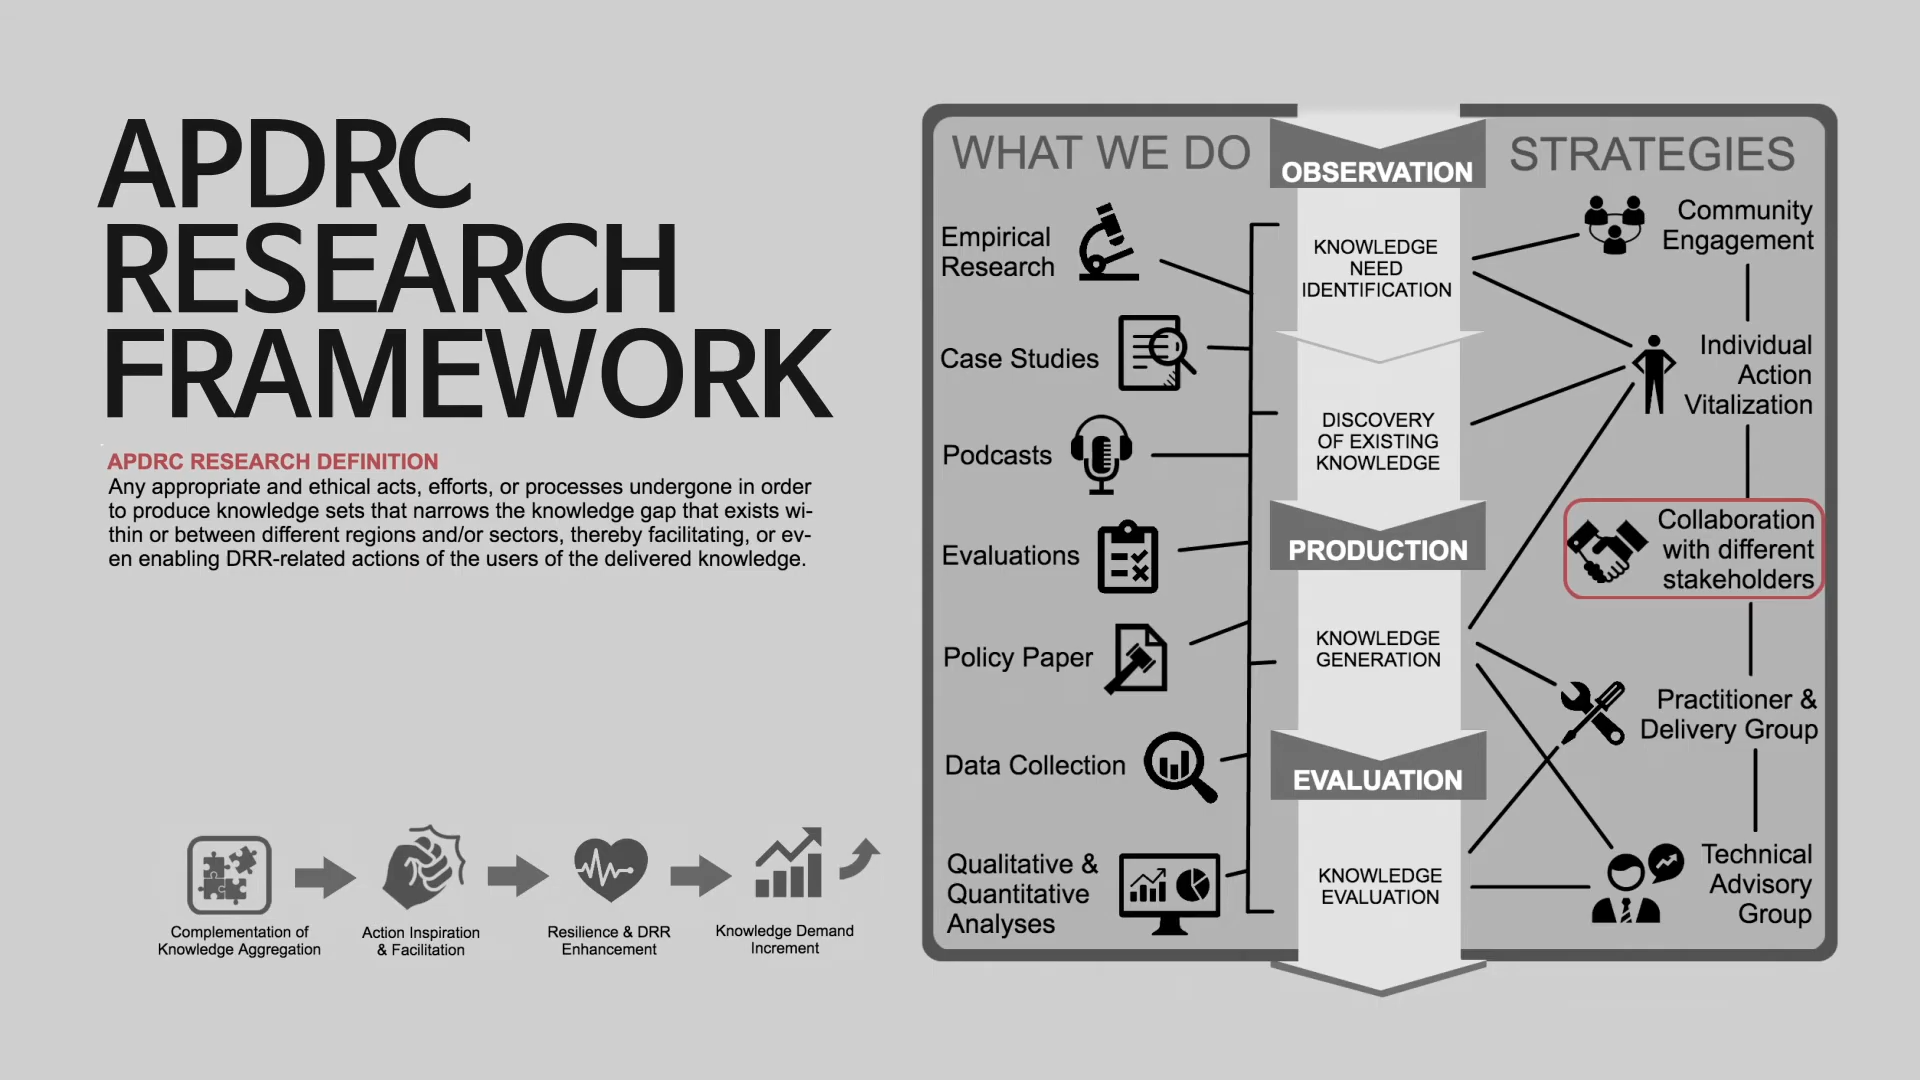 APDRC
RESEARCH
FRAMEWORK
APDRC RESEARCH DEFINITION
Any appropriate and ethical acts, efforts, or processes undergone in order
to produce knowledge sets that narrows the knowledge gap that exists wi-
thin or between different regions and/or sectors, thereby facilitating, or ev-
en enabling DRR-related actions of the users of the delivered knowledge.
Complementation of
Knowledge Aggregation
Action Inspiration
& Facilitation
Resilience & DRR
Enhancement
Knowledge Demand
Increment
WHAT WE DO
Empirical
Research
Case Studies
Podcasts
Evaluations
Policy Paper
Data Collection
Qualitative &
Quantitative
Analyses
OBSERVATION
KNOWLEDGE
NEED
IDENTIFICATION
DISCOVERY
OF EXISTING
KNOWLEDGE
PRODUCTION
KNOWLEDGE
GENERATION
EVALUATION
KNOWLEDGE
EVALUATION
STRATEGIES
Community
Engagement
Individual
Action
Vitalization
Collaboration
with different
stakeholders
Practitioner &
Delivery Group
Technical
Advisory
Group